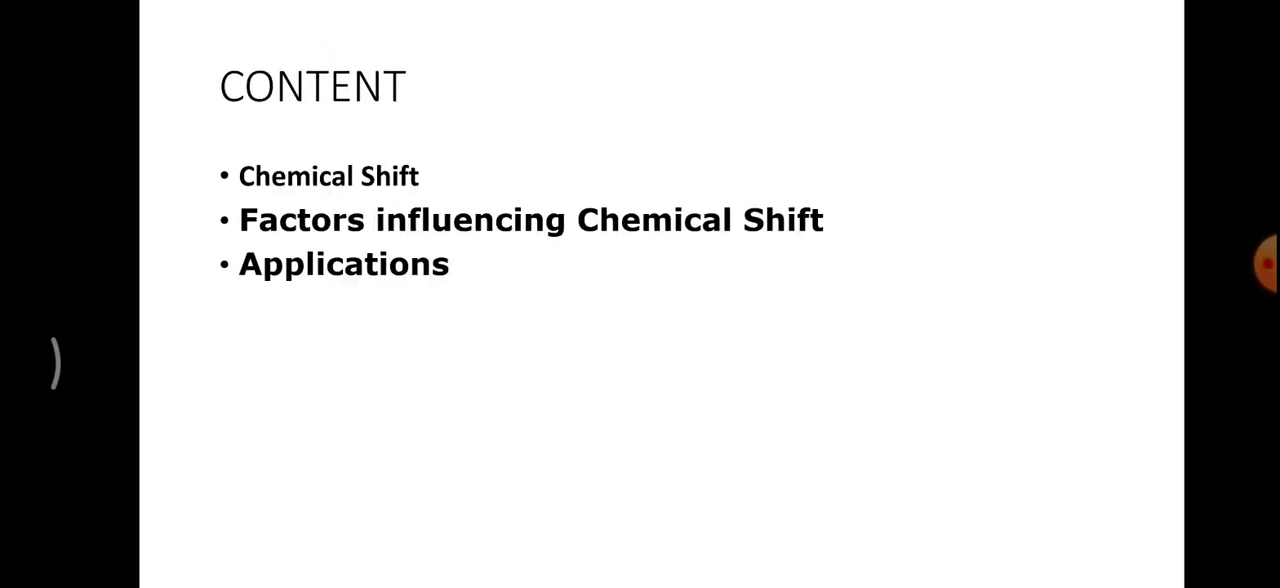 CONTENT
• Chemical Shift
• Factors influencing Chemical Shift
• Applications